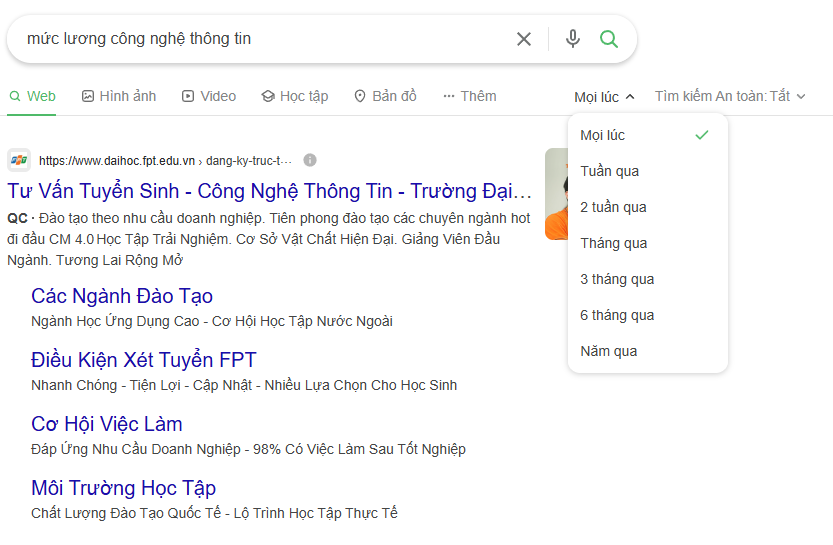 mức lương công nghệ thông tin
Web Hình ảnh Video Học tập Bản đồ ··· Thêm Mọi lúc Tìm kiếm An toàn: Tắt
Mọi lúc
Tuần qua
2 tuần qua
Tháng qua
3 tháng qua
6 tháng qua
Năm qua
FPT https://www.daihoc.fpt.edu.vn › dang-ky-truc-t···
Tư Vấn Tuyển Sinh - Công Nghệ Thông Tin - Trường Đại…
QC · Đào tạo theo nhu cầu doanh nghiệp. Tiên phong đào tạo các chuyên ngành hot
đi đầu CM 4.0 Học Tập Trải Nghiệm. Cơ Sở Vật Chất Hiện Đại. Giảng Viên Đầu
Ngành. Tương Lai Rộng Mở
Các Ngành Đào Tạo
Ngành Học Ứng Dụng Cao - Cơ Hội Học Tập Nước Ngoài
Điều Kiện Xét Tuyển FPT
Nhanh Chóng - Tiện Lợi - Cập Nhật - Nhiều Lựa Chọn Cho Học Sinh
Cơ Hội Việc Làm
Đáp Ứng Nhu Cầu Doanh Nghiệp - 98% Có Việc Làm Sau Tốt Nghiệp
Môi Trường Học Tập
Chất Lượng Đào Tạo Quốc Tế - Lộ Trình Học Tập Thực Tế